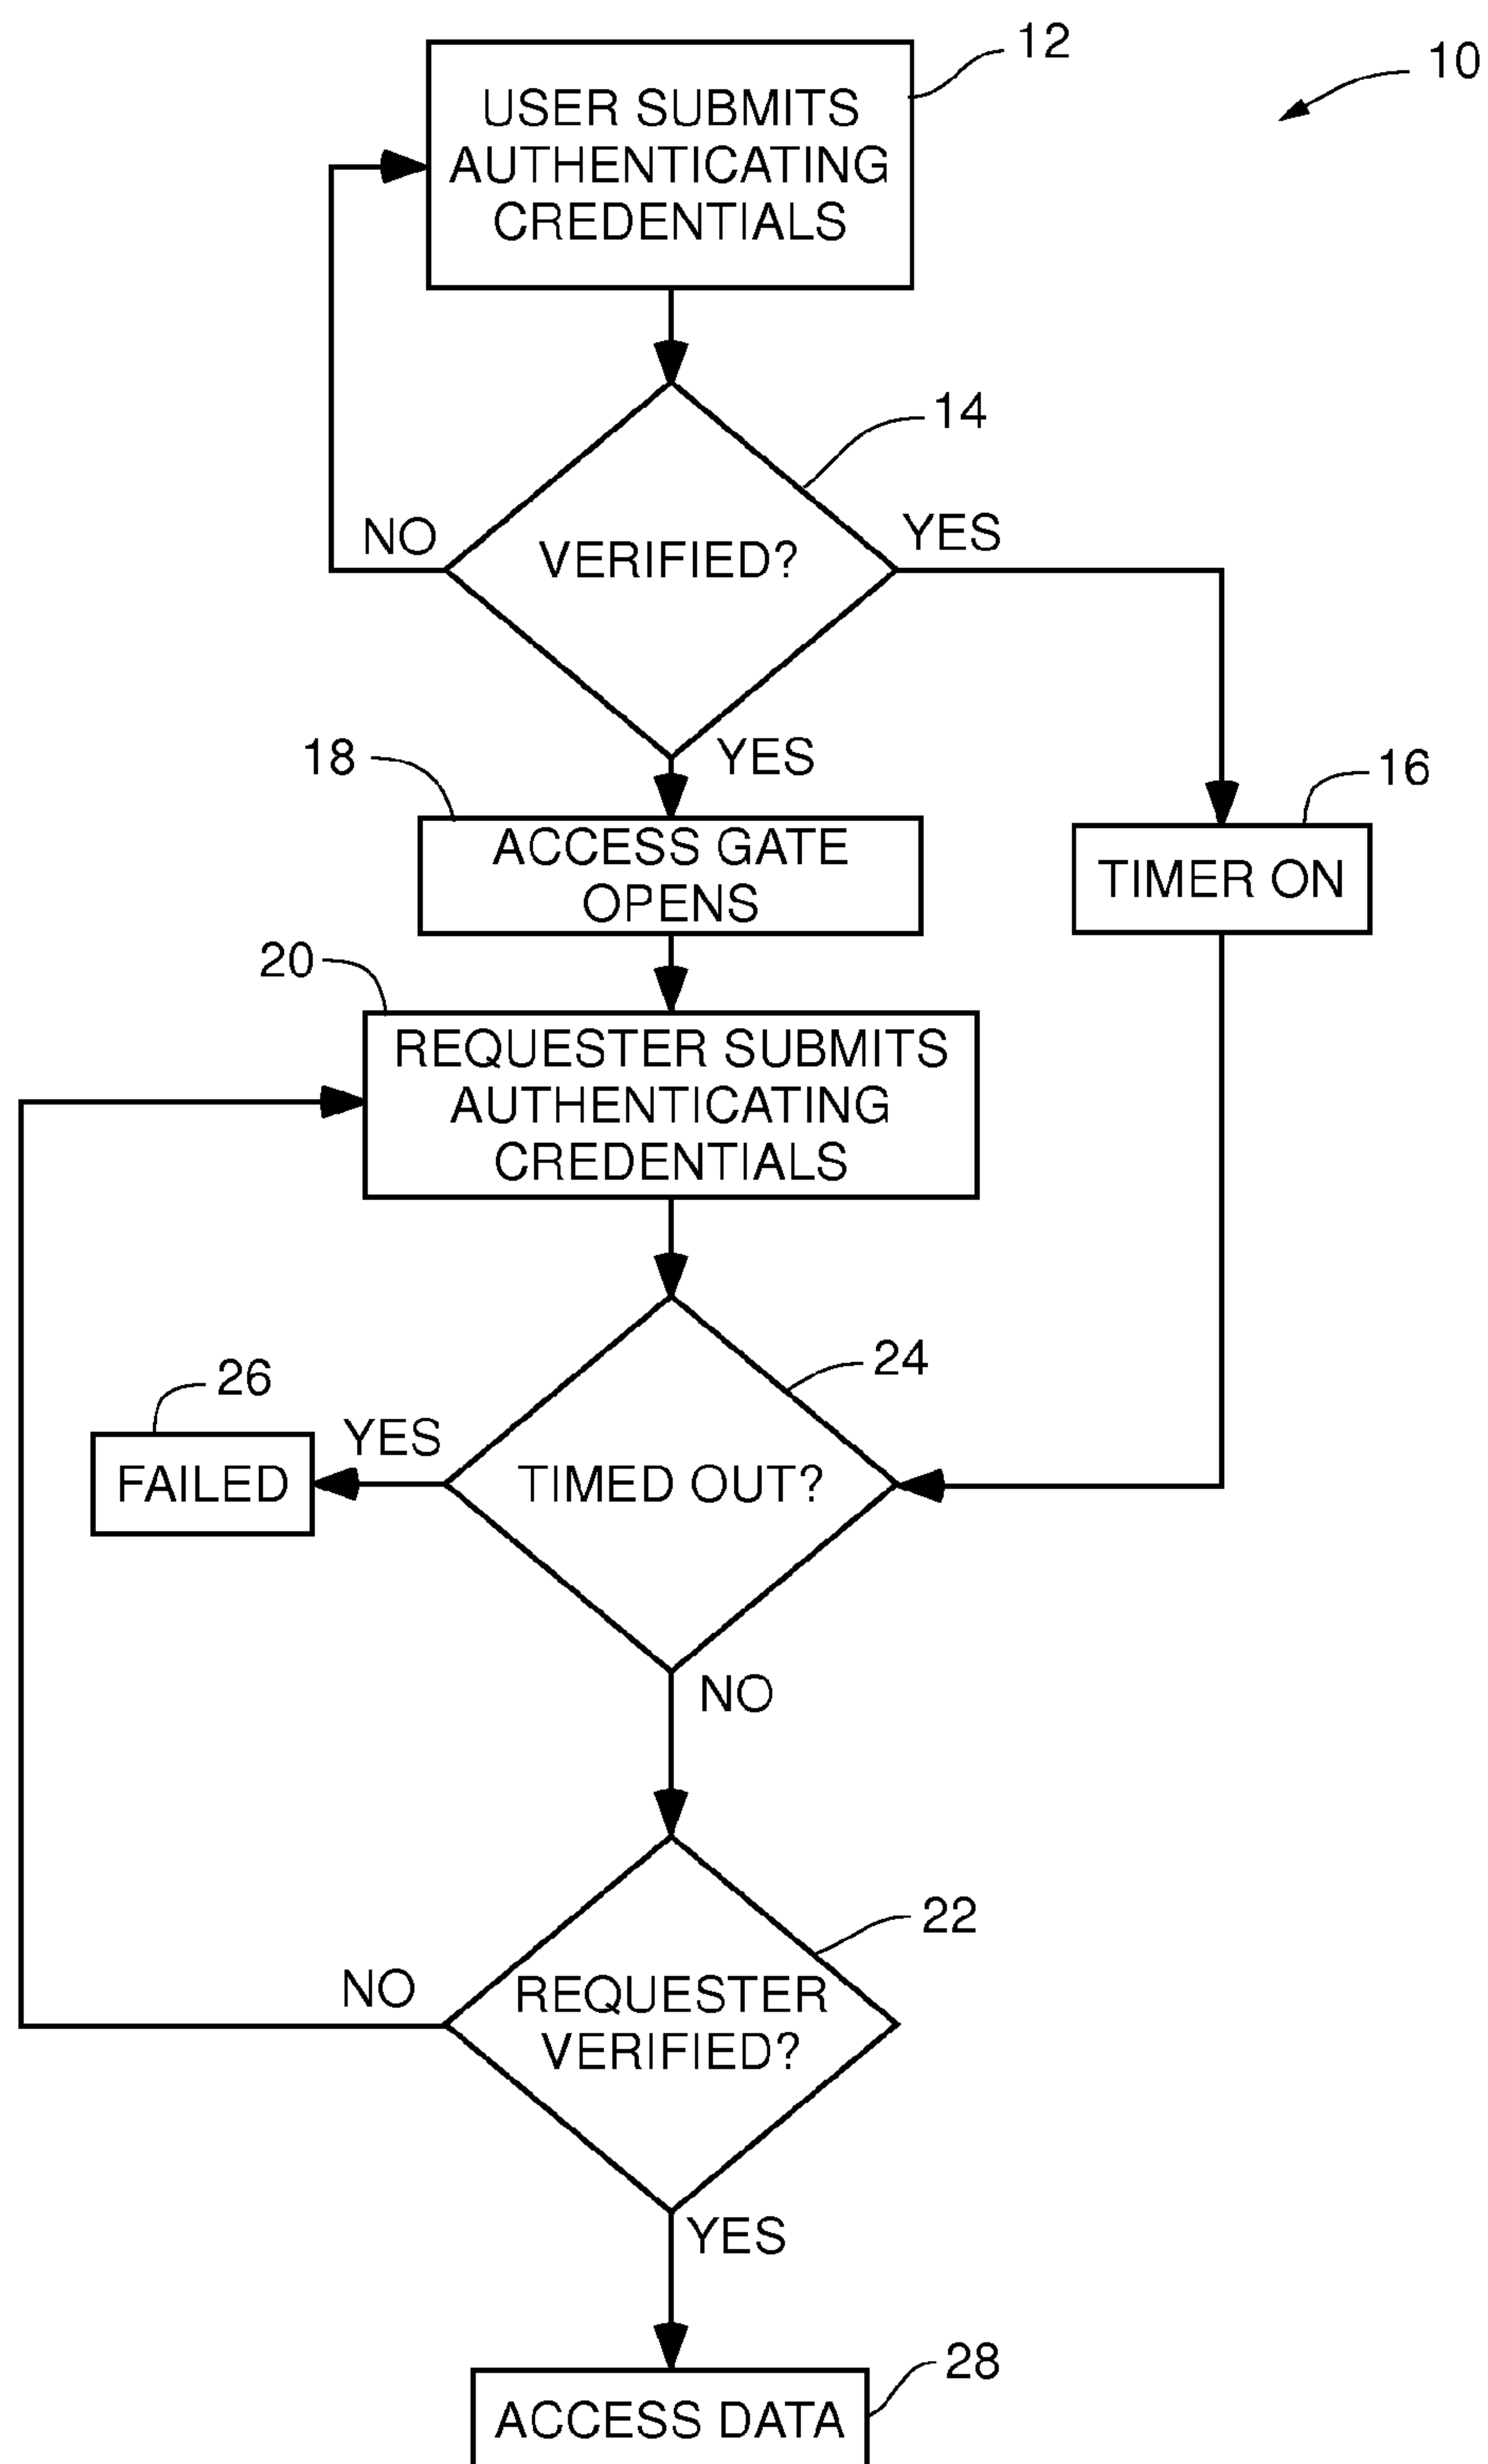 12
10
USER SUBMITS
AUTHENTICATING
CREDENTIALS
14
NO
VERIFIED?
YES
YES
18
16
ACCESS GATE
OPENS
TIMER ON
20
REQUESTER SUBMITS
AUTHENTICATING
CREDENTIALS
24
26
YES
FAILED
TIMED OUT?
NO
22
NO
REQUESTER
VERIFIED?
YES
28
ACCESS DATA